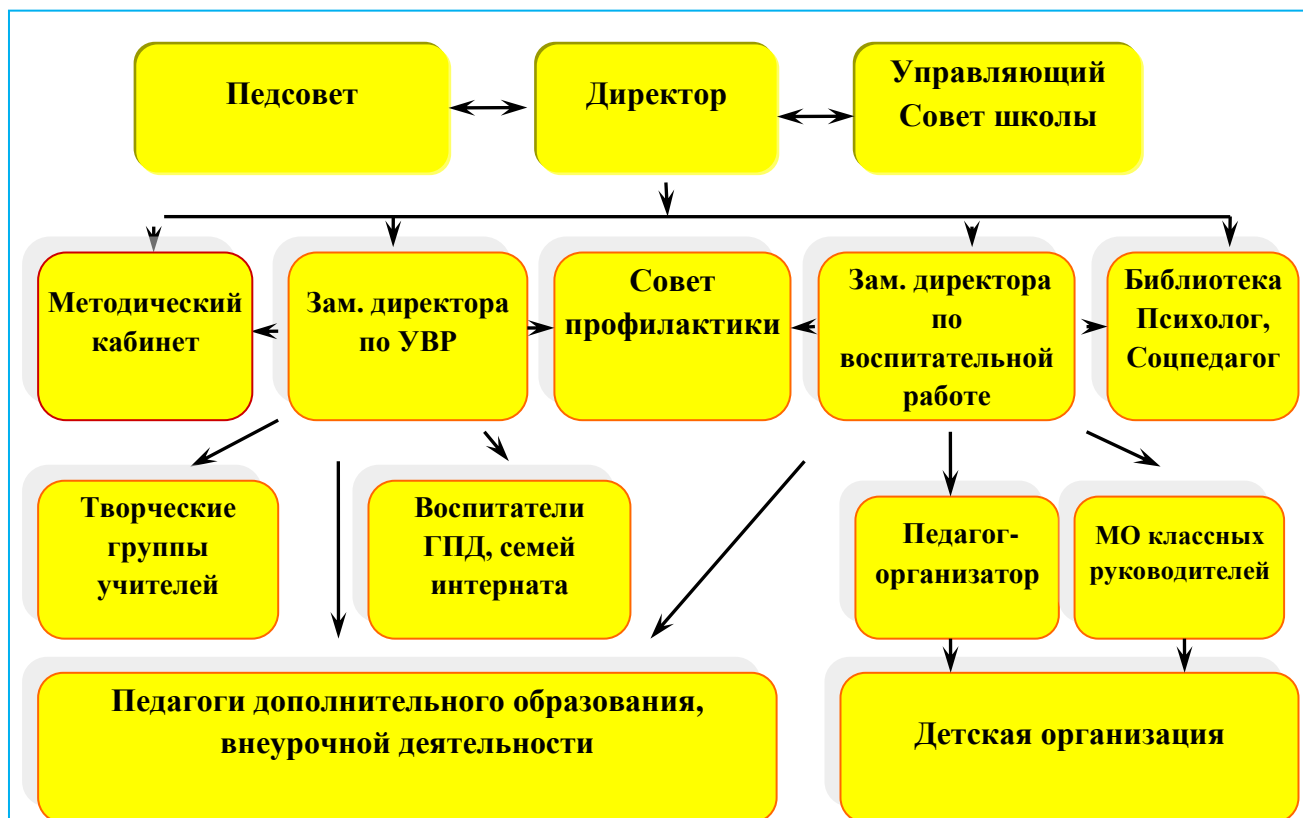 Педсовет
Директор
Управляющий
Совет школы
Методический
кабинет
Зам. директора
по УВР
Совет
профилактики
Зам. директора
по
воспитательной
работе
Библиотека
Психолог,
Соцпедагог
Творческие
группы
учителей
Воспитатели
ГПД, семей
интерната
Педагог-
организатор
МО классных
руководителей
Педагоги дополнительного образования,
внеурочной деятельности
Детская организация